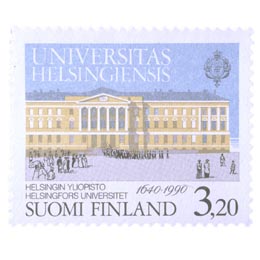 UNIVERSITAS
HELSINGIENSIS
HELSINGIN YLIOPISTO
HELSINGFORS UNIVERSITET
1640-1990
SUOMI FINLAND 3,20